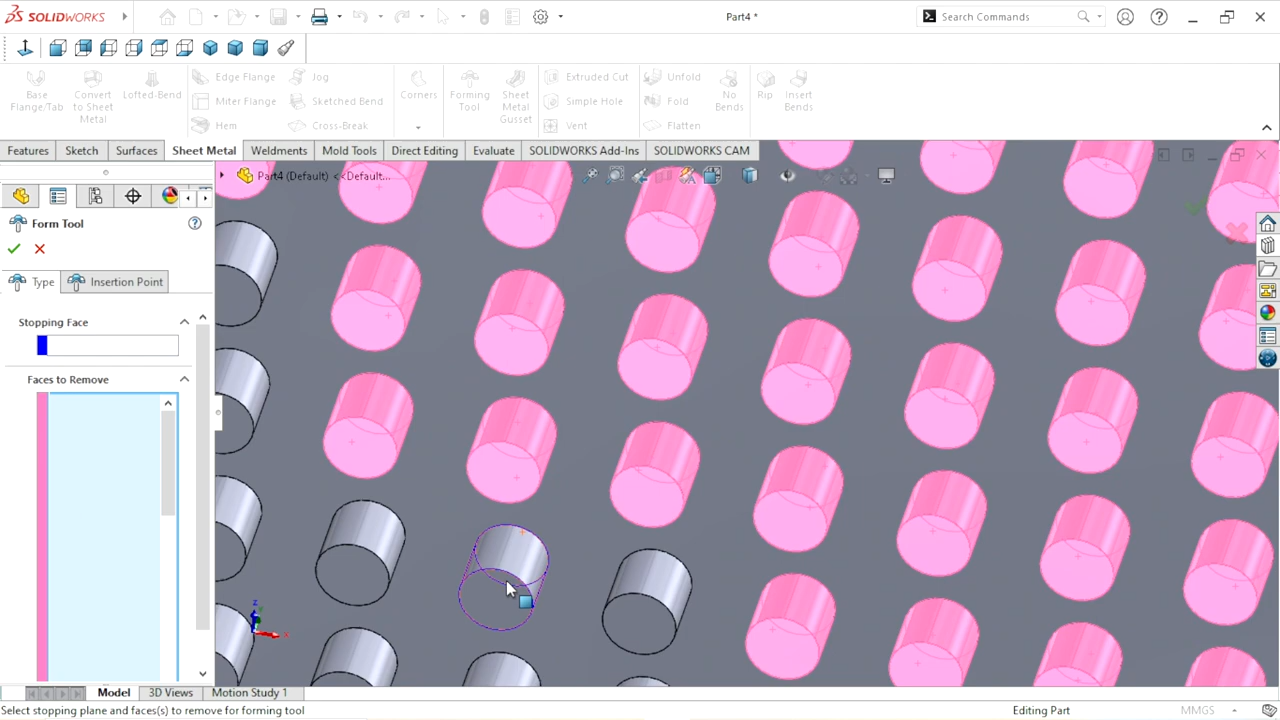 SOLIDWORKS
Part4 *
Search Commands
Base Flange/Tab
Convert to Sheet Metal
Lofted-Bend
Edge Flange
Miter Flange
Hem
Jog
Sketched Bend
Cross-Break
Corners
Forming Tool
Sheet Metal Gusset
Extruded Cut
Simple Hole
Vent
Unfold
Fold
Flatten
No Bends
Rip
Insert Bends
Features
Sketch
Surfaces
Sheet Metal
Weldments
Mold Tools
Direct Editing
Evaluate
SOLIDWORKS Add-Ins
SOLIDWORKS CAM
Part4 (Default) <<Default...
Form Tool
Type
Insertion Point
Stopping Face
Faces to Remove
z
x
Model
3D Views
Motion Study 1
Select stopping plane and faces(s) to remove for forming tool
Editing Part
MMGS